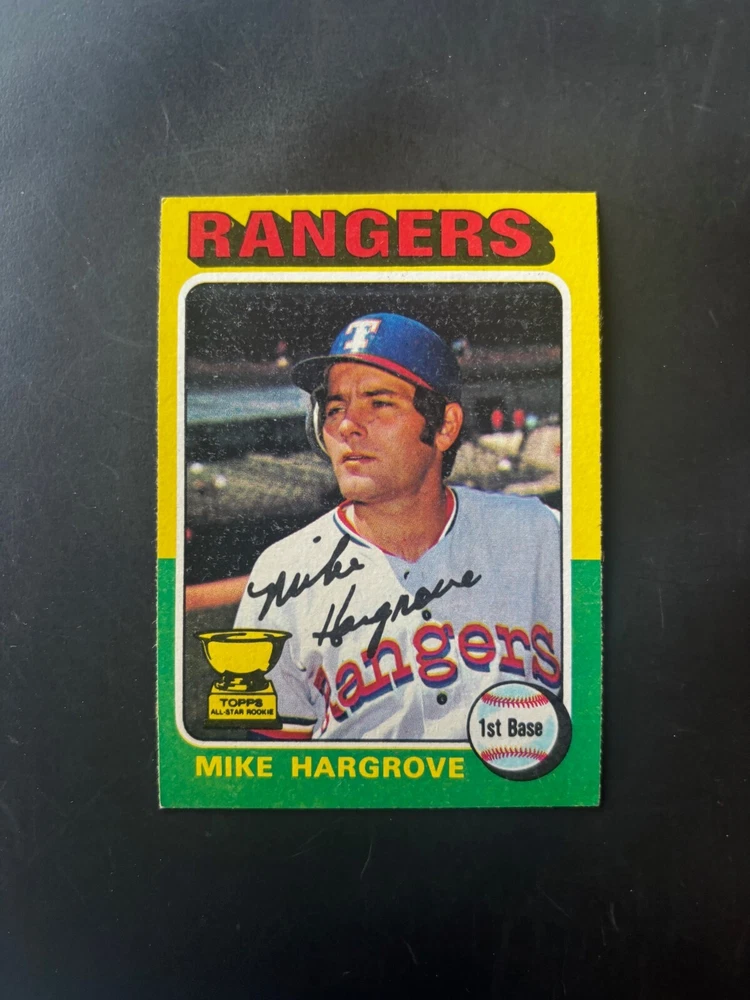 RANGERS
T
Mike
Hargrove
Rangers
TOPPS
ALL-STAR ROOKIE
1st Base
MIKE HARGROVE